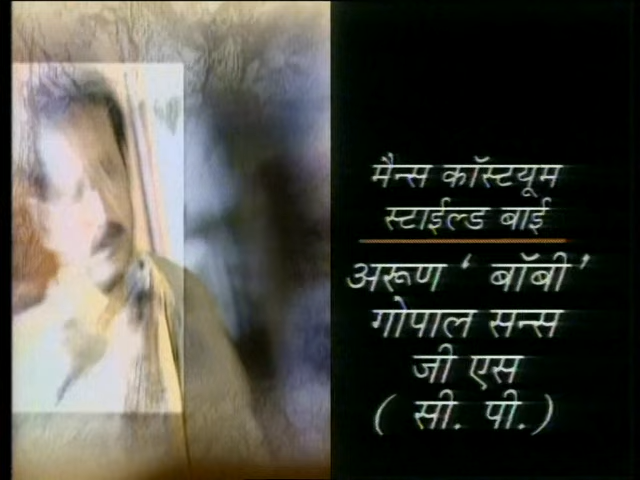 मैन्स कॉस्टयूम
स्टाईल्ड बाई
अरूण ‘ बॉबी’
गोपाल सन्स
जी एस
( सी. पी.)